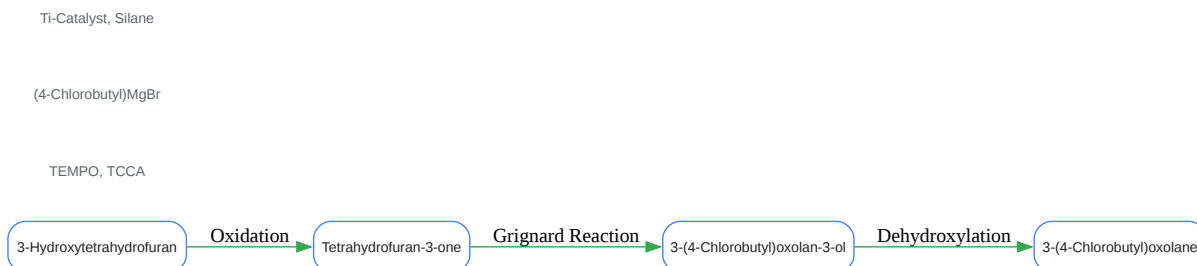 Ti-Catalyst, Silane
(4-Chlorobutyl)MgBr
TEMPO, TCCA
3-Hydroxytetrahydrofuran
Oxidation
Tetrahydrofuran-3-one
Grignard Reaction
3-(4-Chlorobutyl)oxolan-3-ol
Dehydroxylation
3-(4-Chlorobutyl)oxolane